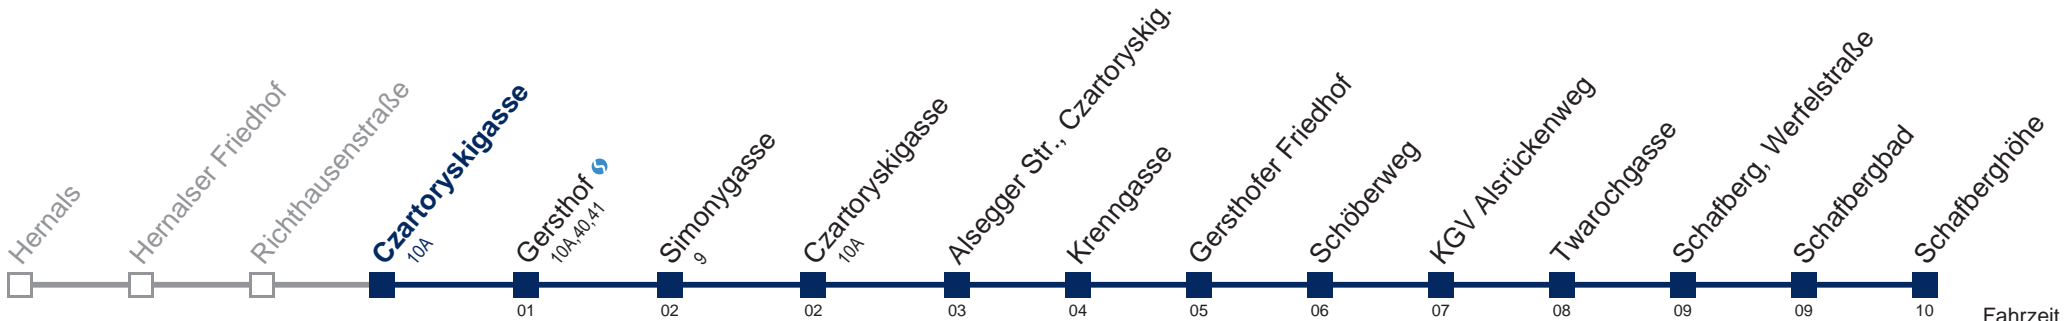 Hernals
Hernalser Friedhof
Richthausenstraße
Czartoryskigasse
10A
Gersthof
10A,40,41
Simonygasse
9
Czartoryskigasse
10A
Alsegger Str., Czartoryskig.
Krenngasse
Gersthofer Friedhof
Schöberweg
KGV Alsrückenweg
Twarochgasse
Schafberg, Werfelstraße
Schafbergbad
Schafberghöhe
01 02 02 03 04 05 06 07 08 09 09 10 Fahrzeit